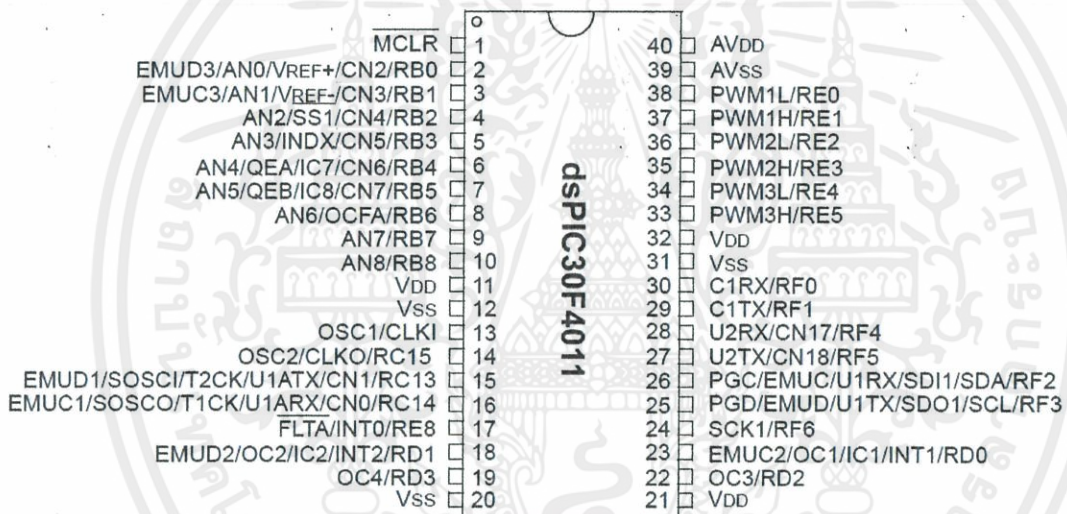 MCLR 1
EMUD3/AN0/VREF+/CN2/RB0 2
EMUC3/AN1/VREF-/CN3/RB1 3
AN2/SS1/CN4/RB2 4
AN3/INDX/CN5/RB3 5
AN4/QEA/IC7/CN6/RB4 6
AN5/QEB/IC8/CN7/RB5 7
AN6/OCFA/RB6 8
AN7/RB7 9
AN8/RB8 10
VDD 11
VSS 12
OSC1/CLKI 13
OSC2/CLKO/RC15 14
EMUD1/SOSCI/T2CK/U1ATX/CN1/RC13 15
EMUC1/SOSCO/T1CK/U1ARX/CN0/RC14 16
FLTA/INT0/RE8 17
EMUD2/OC2/IC2/INT2/RD1 18
OC4/RD3 19
VSS 20
dsPIC30F4011
40 AVDD
39 AVSS
38 PWM1L/RE0
37 PWM1H/RE1
36 PWM2L/RE2
35 PWM2H/RE3
34 PWM3L/RE4
33 PWM3H/RE5
32 VDD
31 VSS
30 C1RX/RF0
29 C1TX/RF1
28 U2RX/CN17/RF4
27 U2TX/CN18/RF5
26 PGC/EMUC/U1RX/SDI1/SDA/RF2
25 PGD/EMUD/U1TX/SDO1/SCL/RF3
24 SCK1/RF6
23 EMUC2/OC1/IC1/INT1/RD0
22 OC3/RD2
21 VDD